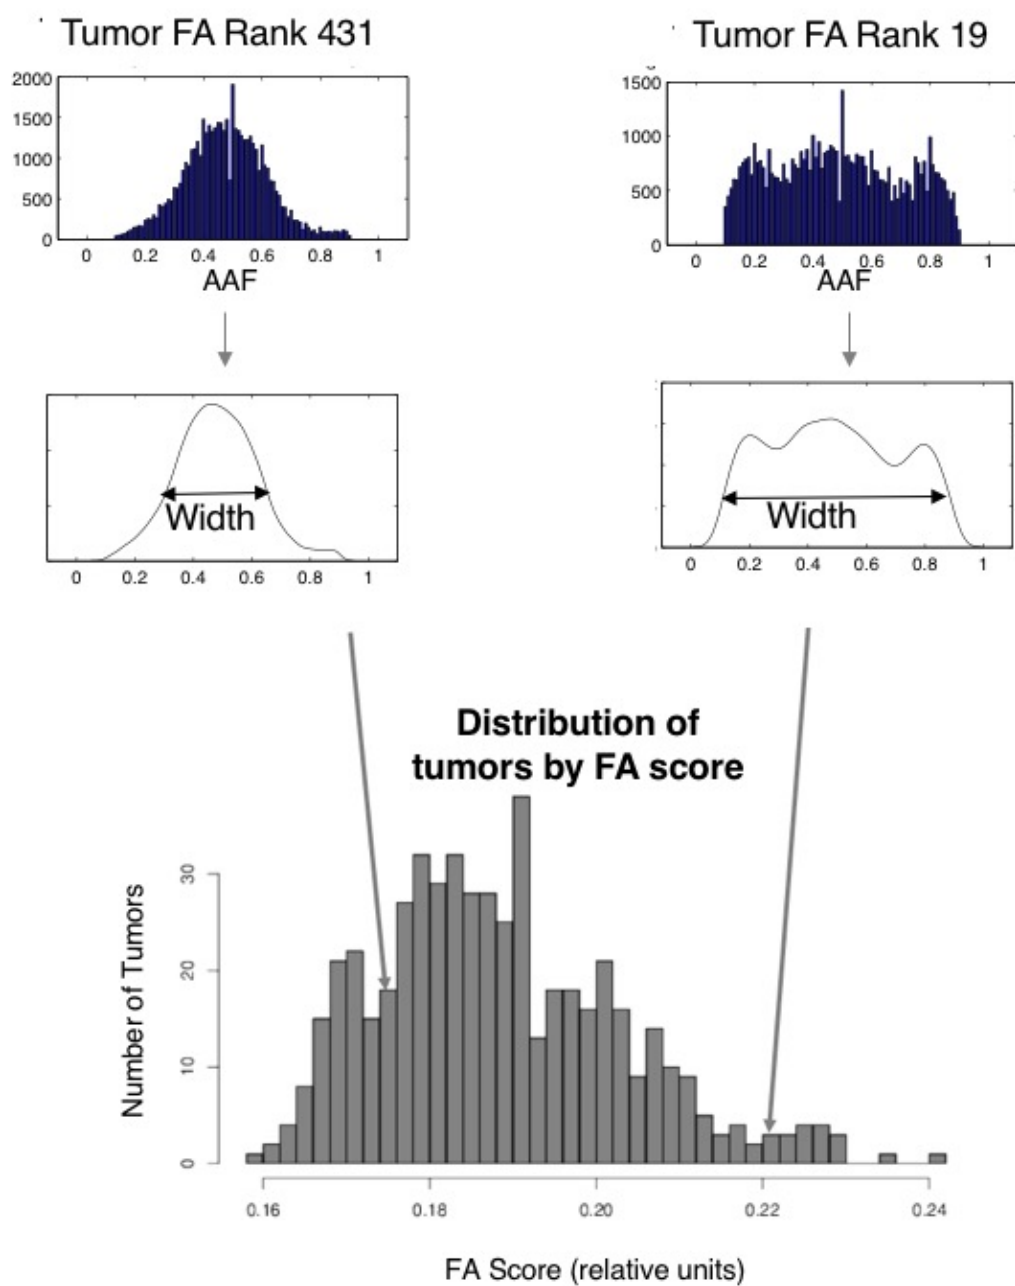 Tumor FA Rank 431
2000
1500
1000
500
0
0 0.2 0.4 0.6 0.8 1
AAF
Tumor FA Rank 19
1500
1000
500
0
0 0.2 0.4 0.6 0.8 1
AAF
Width
0 0.2 0.4 0.6 0.8 1
Width
0 0.2 0.4 0.6 0.8 1
Distribution of
tumors by FA score
Number of Tumors
30
20
10
0
0.16 0.18 0.20 0.22 0.24
FA Score (relative units)